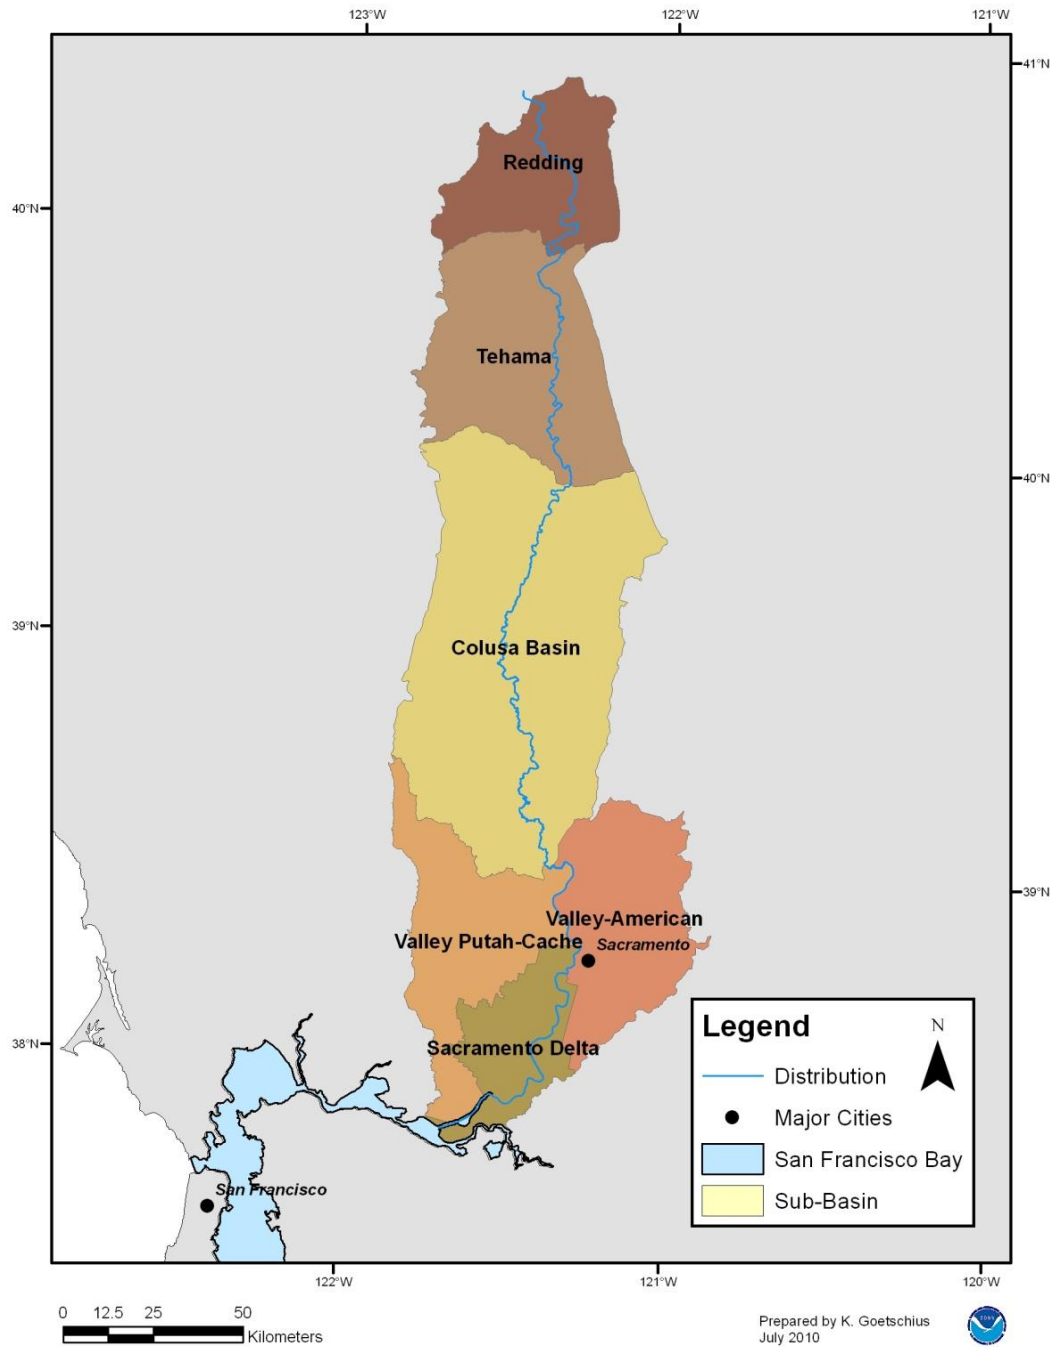 123°W 122°W 121°W
41°N
Redding
40°N
Tehama
40°N
39°N
Colusa Basin
39°N
Valley-American
Valley Putah-Cache
Sacramento
38°N
Sacramento Delta
San Francisco
Legend
N
Distribution
Major Cities
San Francisco Bay
Sub-Basin
122°W 121°W 120°W
0 12.5 25 50
Kilometers
Prepared by K. Goetschius
July 2010